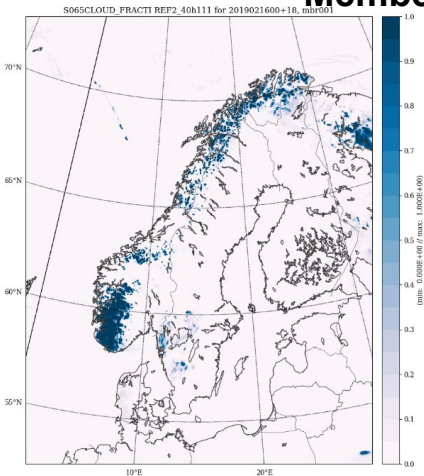 Membe
S065CLOUD_FRACTI REF2_40h111 for 2019021600+18, mbr001
70°N
65°N
60°N
55°N
10°E
20°E
1.0
0.9
0.8
0.7
0.6
0.5
0.4
0.3
0.2
0.1
0.0
(min: 0.000E+00 // max: 1.000E+00)